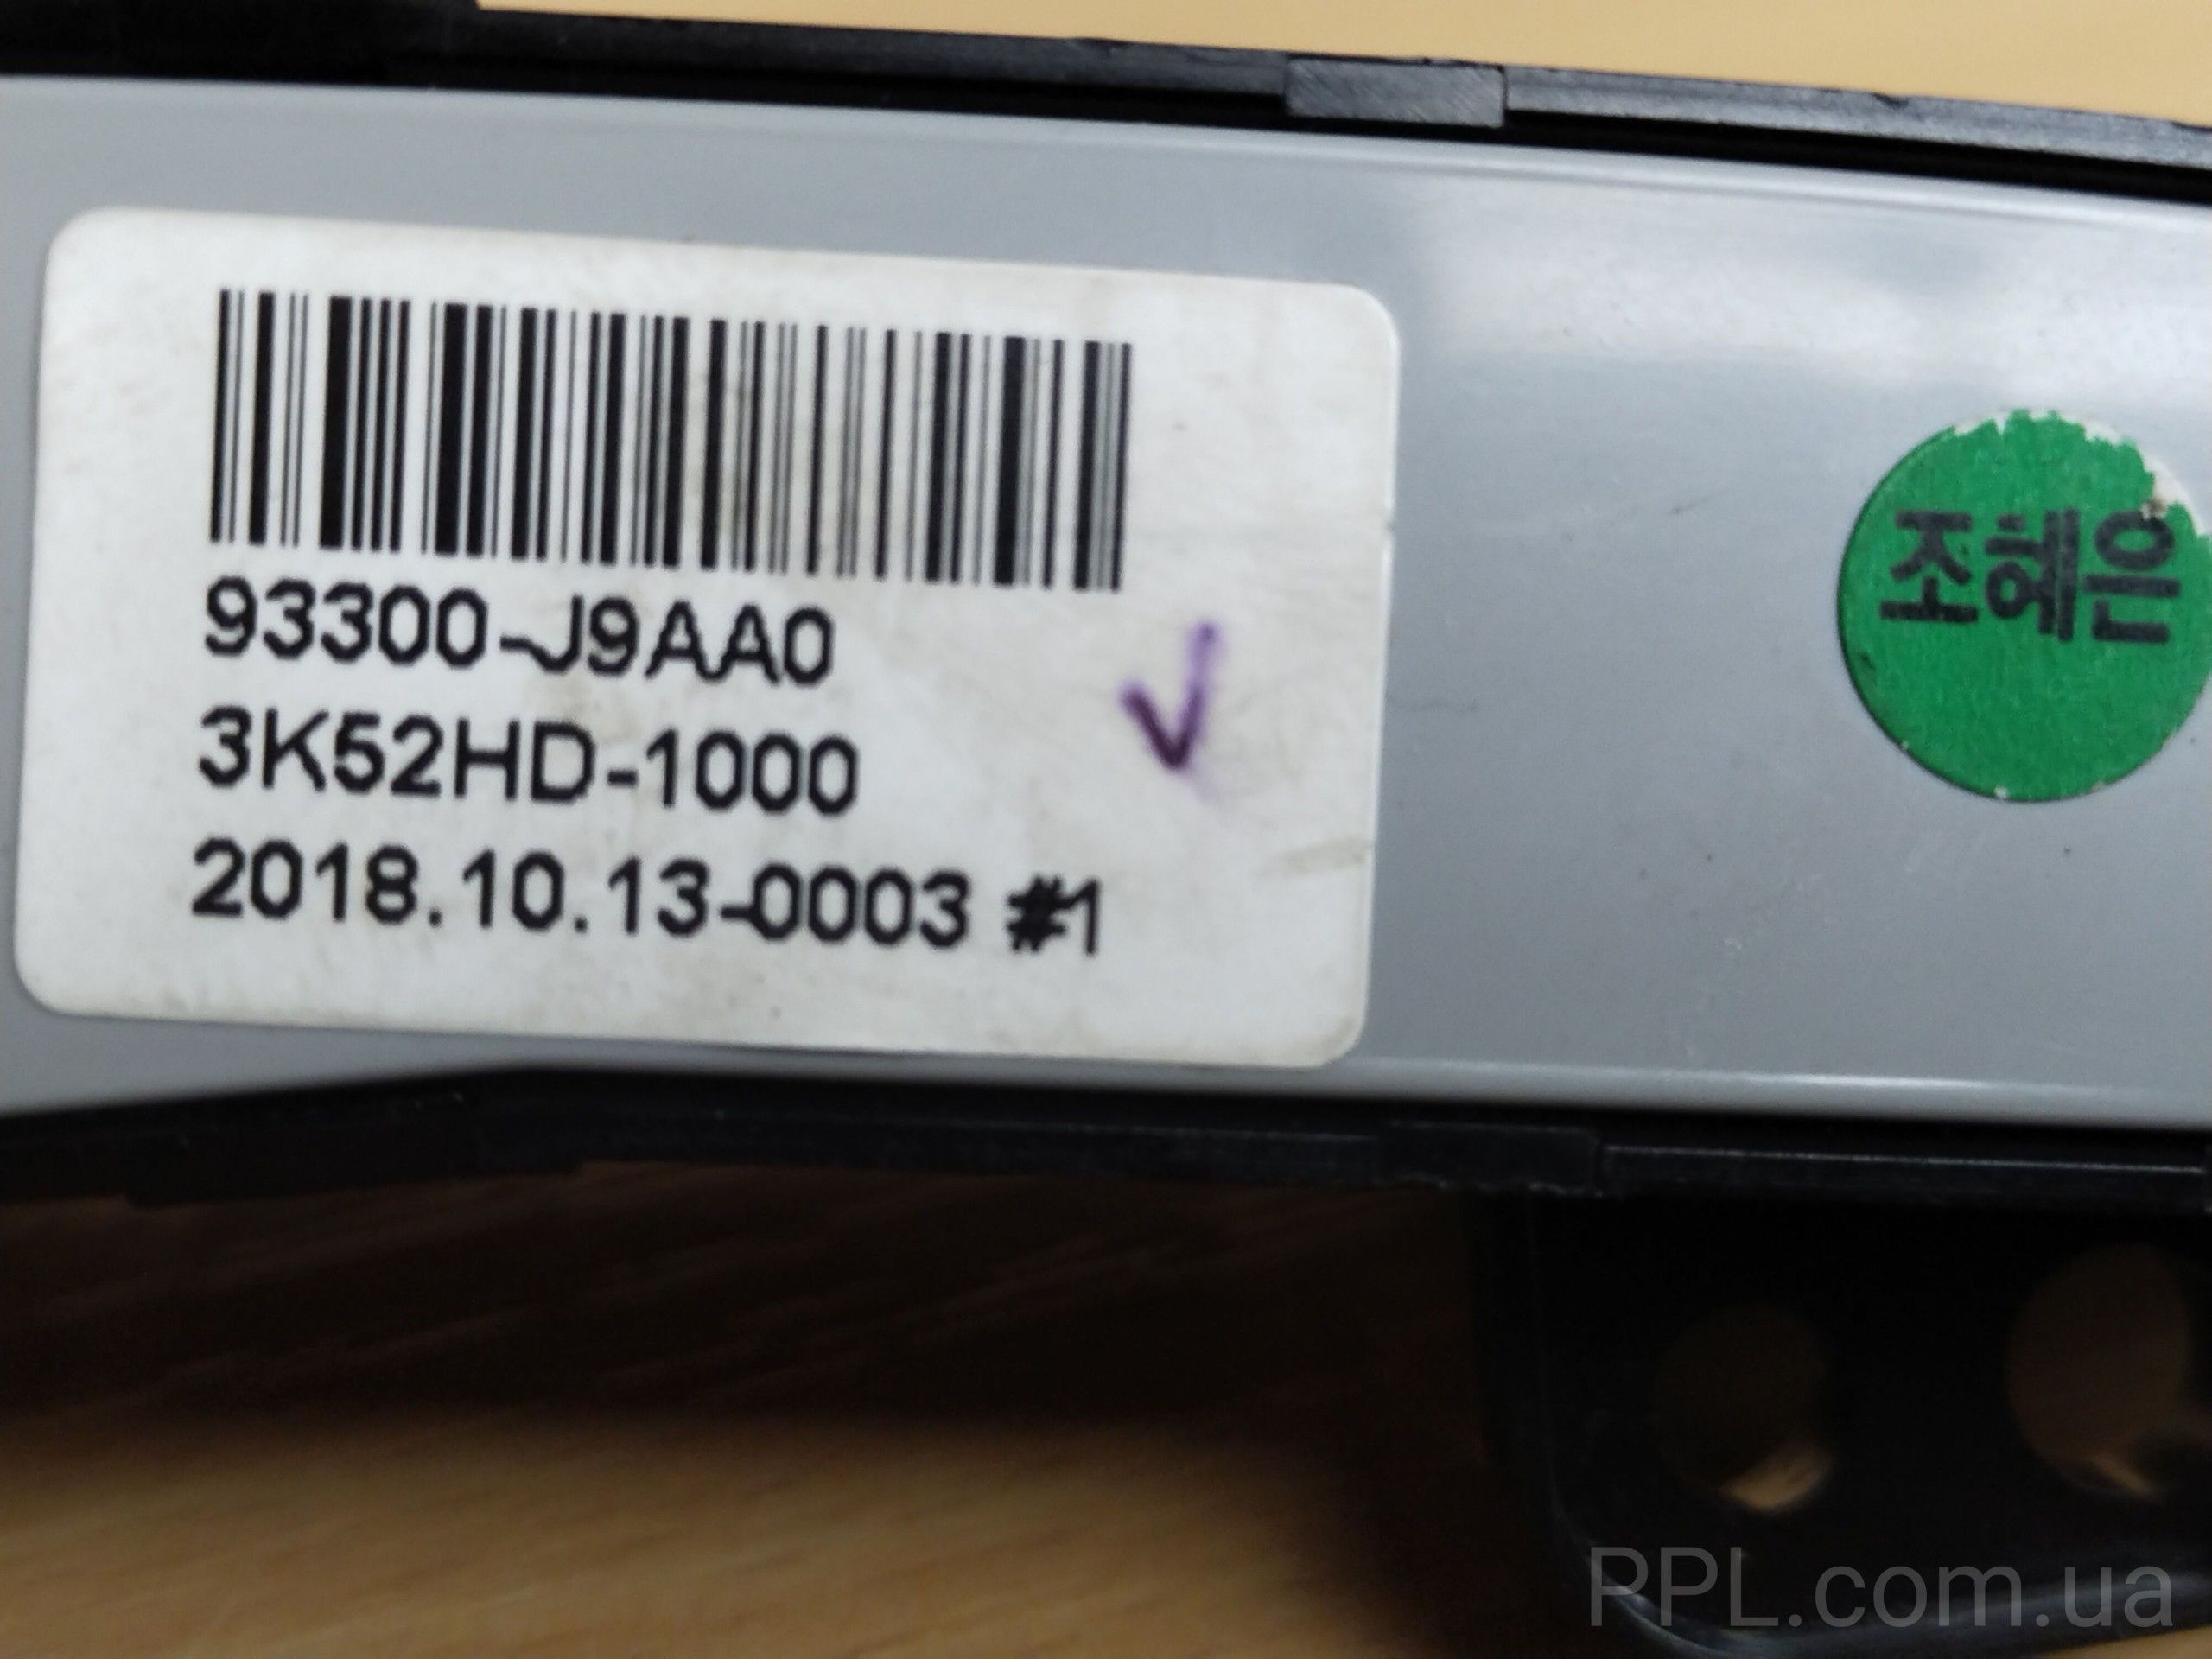 93300-J9AA0
3K52HD-1000
2018.10.13-0003 #1
조혜은
PPL.com.ua